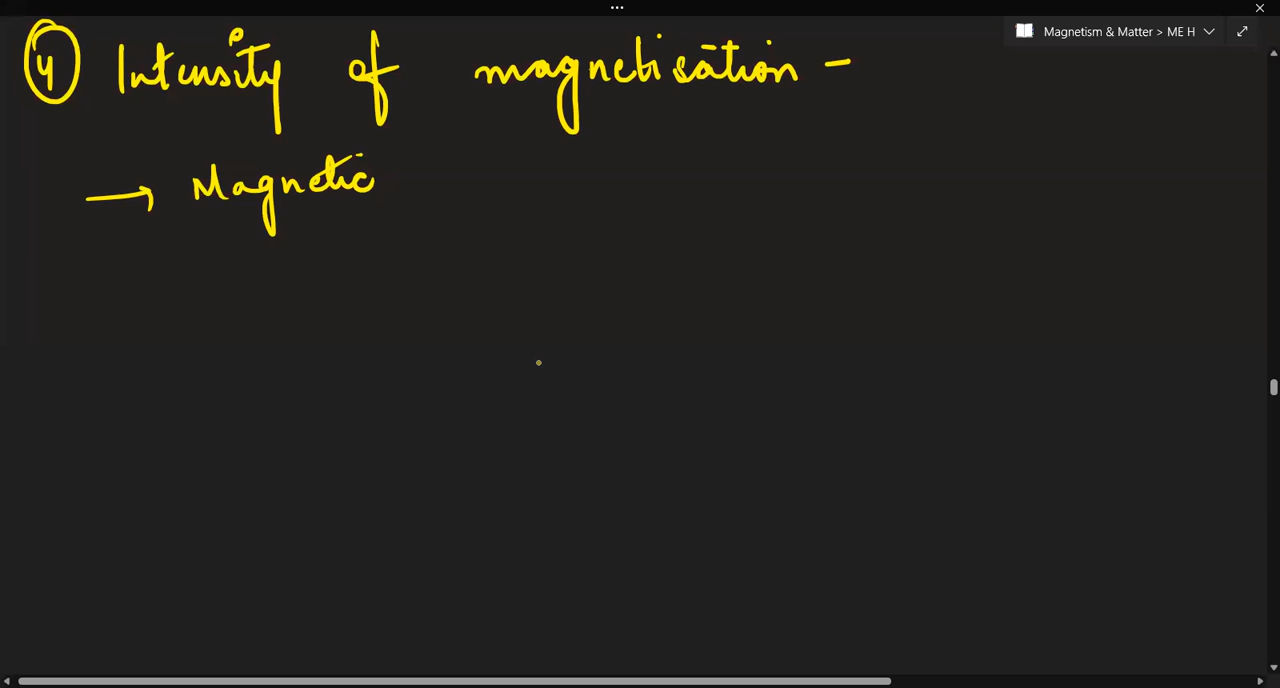 Magnetism & Matter > ME H
4 Intensity of magnetisation -
→ Magnetic